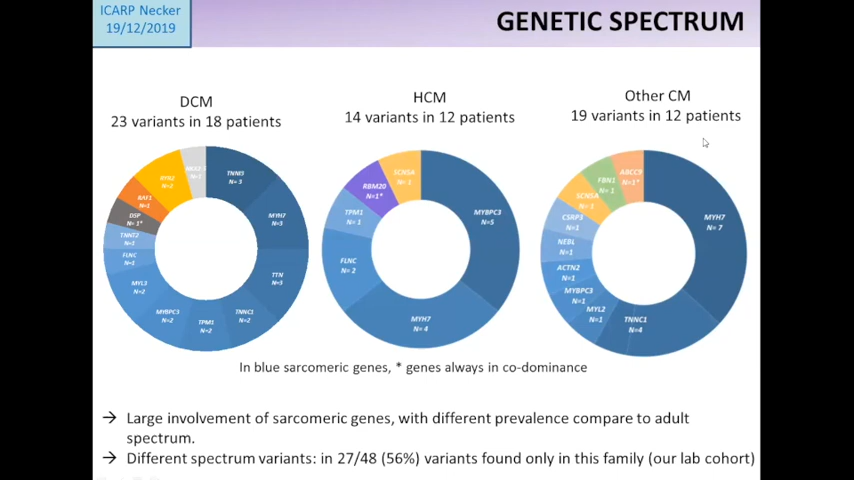 ICARP Necker
19/12/2019
GENETIC SPECTRUM
DCM
23 variants in 18 patients
HCM
14 variants in 12 patients
Other CM
19 variants in 12 patients
TNNI3
N= 3
MYH7
N=3
TTN
N=3
TNNC1
N=2
TPM1
N=2
MYBPC3
N=2
MYL3
N=2
FLNC
N=1
TNNT2
N=1
DSP
N= 1*
BAF1
N=1
RYR2
N=2
MYBPC3
N=5
MYH7
N= 4
FLNC
N= 2
TPM1
N= 1
RBM20
N=1*
SCN5A
N= 1
MYH7
N= 7
TNNC1
N=4
MYL2
N=1
MYBPC3
N=1
ACTN2
N=1
NEBL
N=1
CSRP3
N=1
SCN5A
N= 1
FBN1
N= 1
ABCC9
N=1*
In blue sarcomeric genes, * genes always in co-dominance
→ Large involvement of sarcomeric genes, with different prevalence compare to adult
spectrum.
→ Different spectrum variants: in 27/48 (56%) variants found only in this family (our lab cohort)